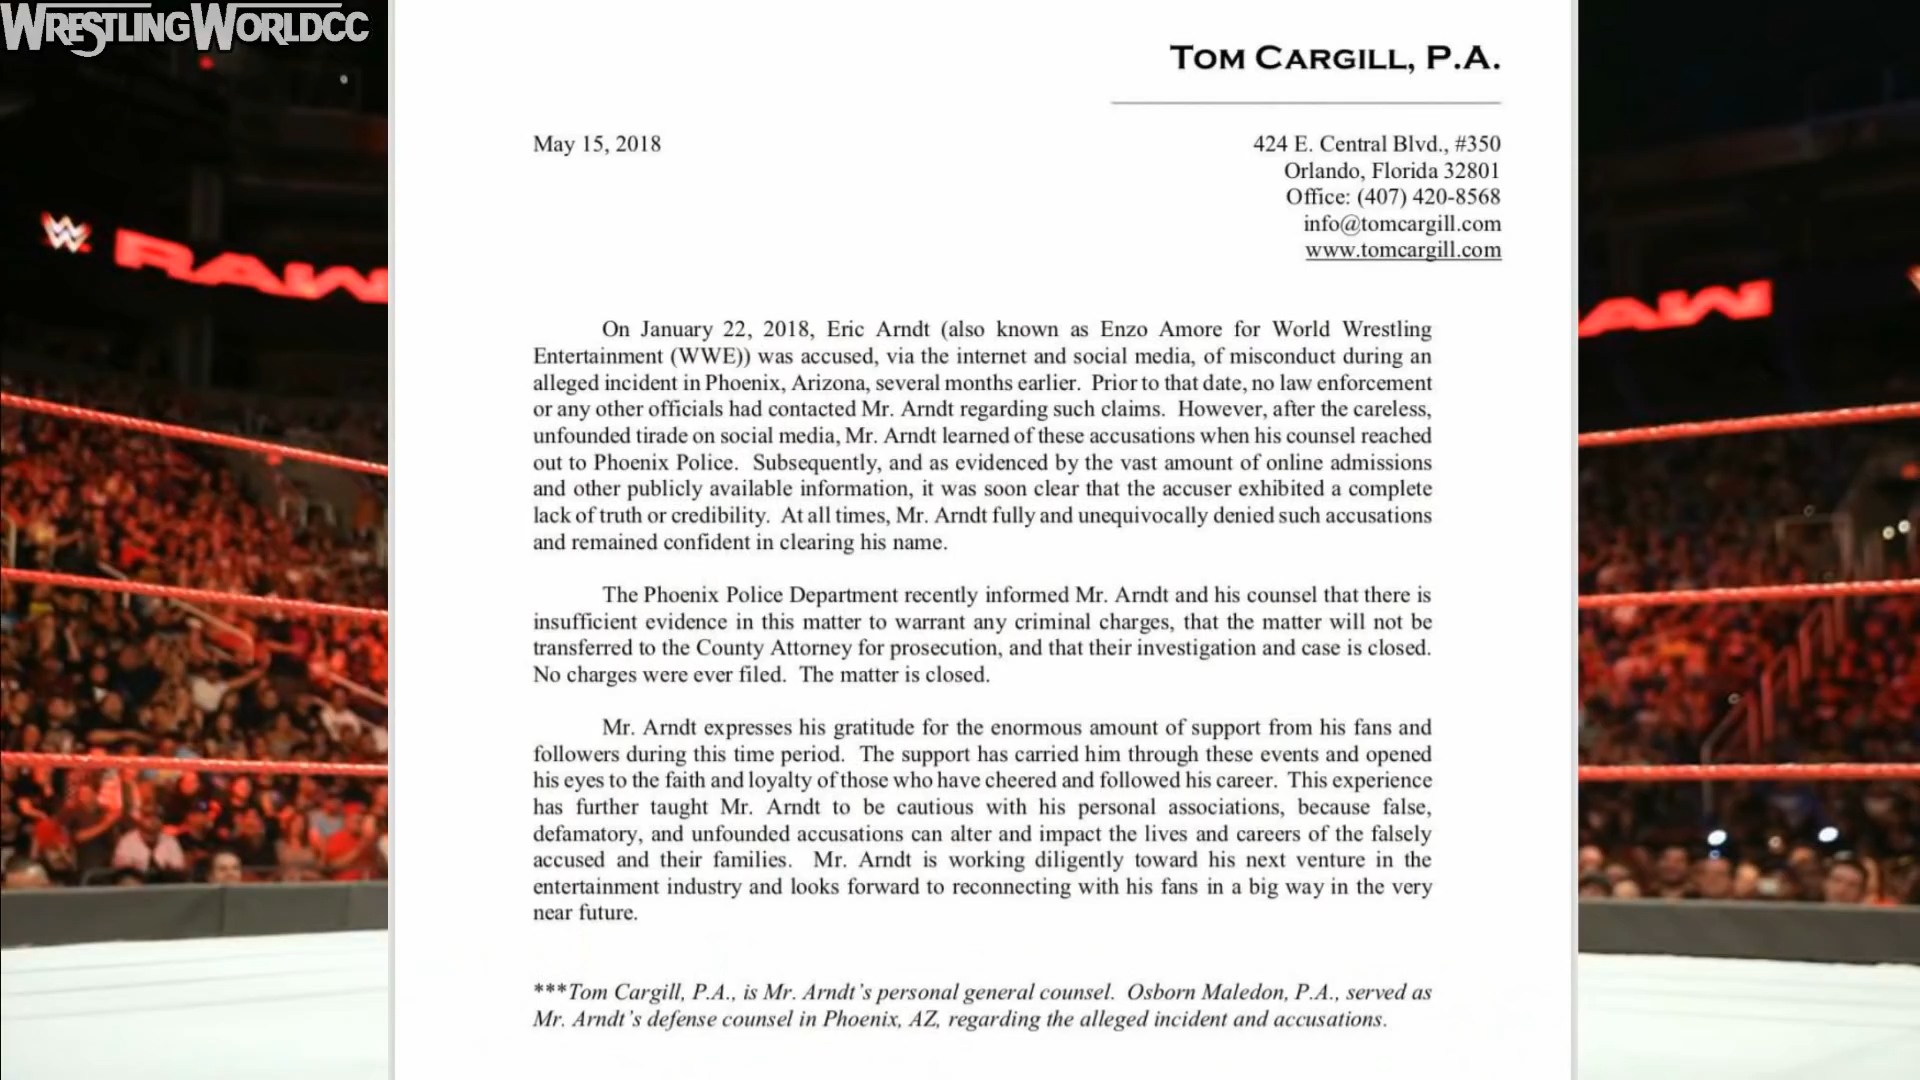 WRESTLINGWORLDCC
TOM CARGILL, P.A.
May 15, 2018
424 E. Central Blvd., #350
Orlando, Florida 32801
Office: (407) 420-8568
info@tomcargill.com
www.tomcargill.com
On January 22, 2018, Eric Arndt (also known as Enzo Amore for World Wrestling
Entertainment (WWE)) was accused, via the internet and social media, of misconduct during an
alleged incident in Phoenix, Arizona, several months earlier. Prior to that date, no law enforcement
or any other officials had contacted Mr. Arndt regarding such claims. However, after the careless,
unfounded tirade on social media, Mr. Arndt learned of these accusations when his counsel reached
out to Phoenix Police. Subsequently, and as evidenced by the vast amount of online admissions
and other publicly available information, it was soon clear that the accuser exhibited a complete
lack of truth or credibility. At all times, Mr. Arndt fully and unequivocally denied such accusations
and remained confident in clearing his name.
The Phoenix Police Department recently informed Mr. Arndt and his counsel that there is
insufficient evidence in this matter to warrant any criminal charges, that the matter will not be
transferred to the County Attorney for prosecution, and that their investigation and case is closed.
No charges were ever filed. The matter is closed.
Mr. Arndt expresses his gratitude for the enormous amount of support from his fans and
followers during this time period. The support has carried him through these events and opened
his eyes to the faith and loyalty of those who have cheered and followed his career. This experience
has further taught Mr. Arndt to be cautious with his personal associations, because false,
defamatory, and unfounded accusations can alter and impact the lives and careers of the falsely
accused and their families. Mr. Arndt is working diligently toward his next venture in the
entertainment industry and looks forward to reconnecting with his fans in a big way in the very
near future.
***Tom Cargill, P.A., is Mr. Arndt's personal general counsel. Osborn Maledon, P.A., served as
Mr. Arndt's defense counsel in Phoenix, AZ, regarding the alleged incident and accusations.
W RAW
AW